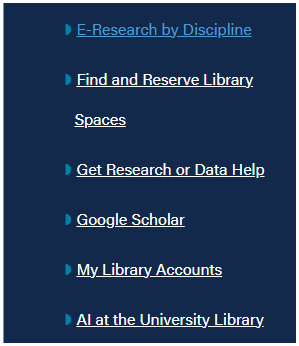 E-Research by Discipline
Find and Reserve Library
Spaces
Get Research or Data Help
Google Scholar
My Library Accounts
AI at the University Library